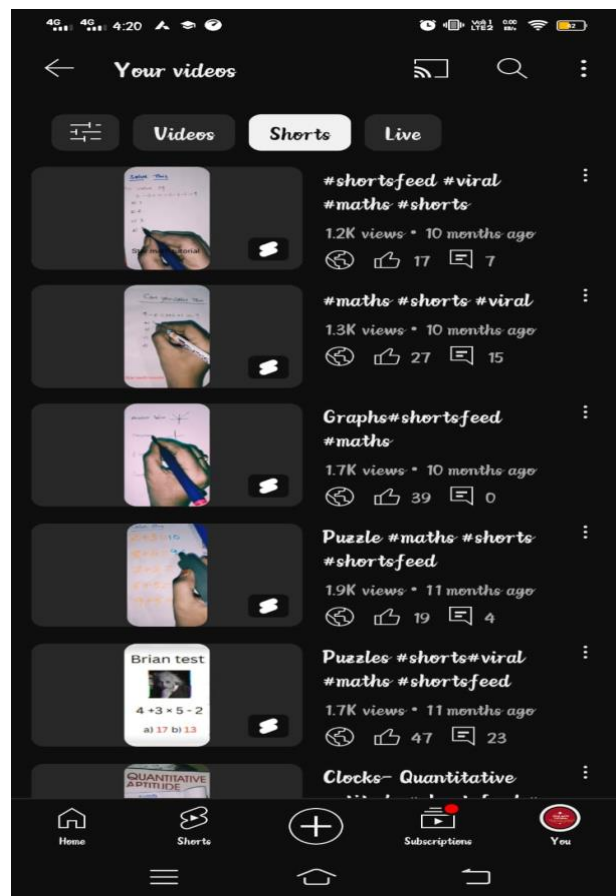 4G 4G 4:20
Your videos
Videos Shorts Live
Solve This
#shortsfeed #viral
#maths #shorts
1.2K views • 10 months ago
17 7
#maths #shorts #viral
1.3K views • 10 months ago
27 15
Graphs#shortsfeed
#maths
1.7K views • 10 months ago
39 0
Puzzle #maths #shorts
#shortsfeed
1.9K views • 11 months ago
19 4
Brian test
4 +3 × 5 - 2
a) 17 b) 13
Puzzles #shorts#viral
#maths #shortsfeed
1.7K views • 11 months ago
47 23
QUANTITATIVE
APTITUDE
Clocks- Quantitative
Home Shorts Subscriptions You